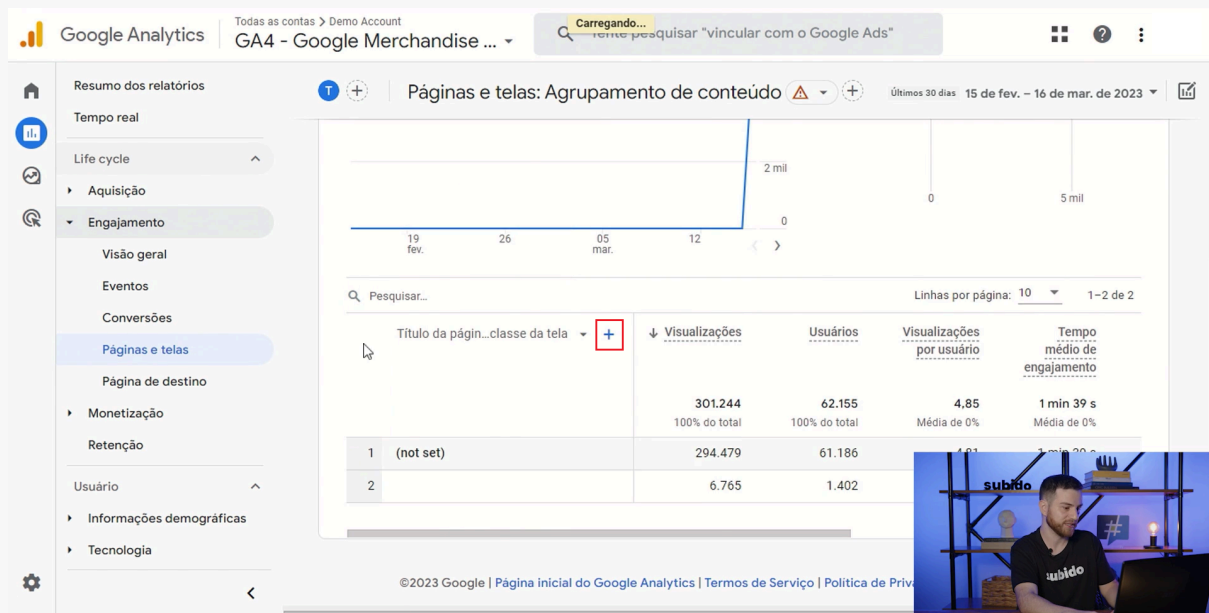 Google Analytics
Todas as contas > Demo Account
GA4 - Google Merchandise ...
Carregando...
pesquisar "vincular com o Google Ads"
Resumo dos relatórios
Tempo real
Life cycle
Aquisição
Engajamento
Visão geral
Eventos
Conversões
Páginas e telas
Página de destino
Monetização
Retenção
Usuário
Informações demográficas
Tecnologia
T
Páginas e telas: Agrupamento de conteúdo
Últimos 30 dias 15 de fev. – 16 de mar. de 2023
2 mil
0
19 fev.
26
05 mar.
12
0
5 mil
Pesquisar...
Linhas por página: 10
1–2 de 2
Título da págin...classe da tela
+
Visualizações
Usuários
Visualizações por usuário
Tempo médio de engajamento
301.244
62.155
4,85
1 min 39 s
100% do total
100% do total
Média de 0%
Média de 0%
1 (not set) 294.479 61.186
2 6.765 1.402
©2023 Google | Página inicial do Google Analytics | Termos de Serviço | Política de
subido
#
subido